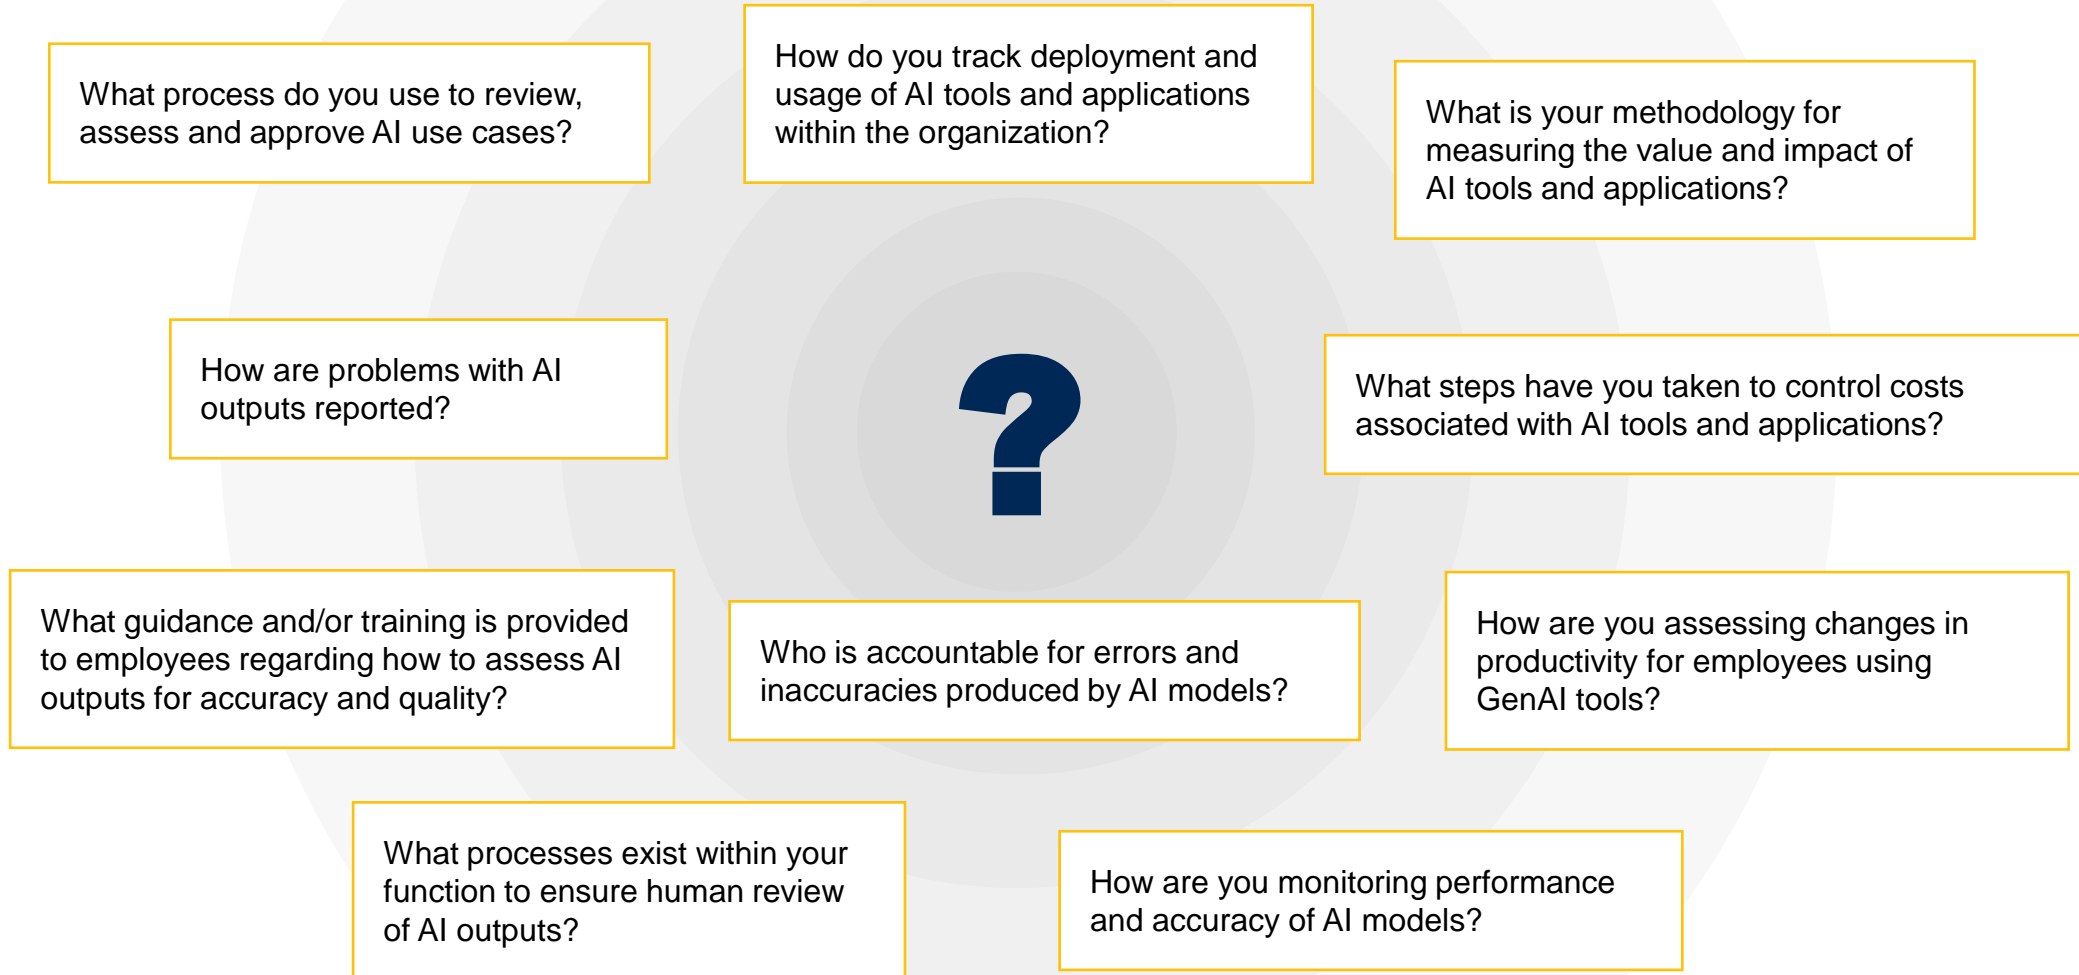 What process do you use to review,
assess and approve AI use cases?
How do you track deployment and
usage of AI tools and applications
within the organization?
What is your methodology for
measuring the value and impact of
AI tools and applications?
How are problems with AI
outputs reported?
?
What steps have you taken to control costs
associated with AI tools and applications?
What guidance and/or training is provided
to employees regarding how to assess AI
outputs for accuracy and quality?
Who is accountable for errors and
inaccuracies produced by AI models?
How are you assessing changes in
productivity for employees using
GenAI tools?
What processes exist within your
function to ensure human review
of AI outputs?
How are you monitoring performance
and accuracy of AI models?